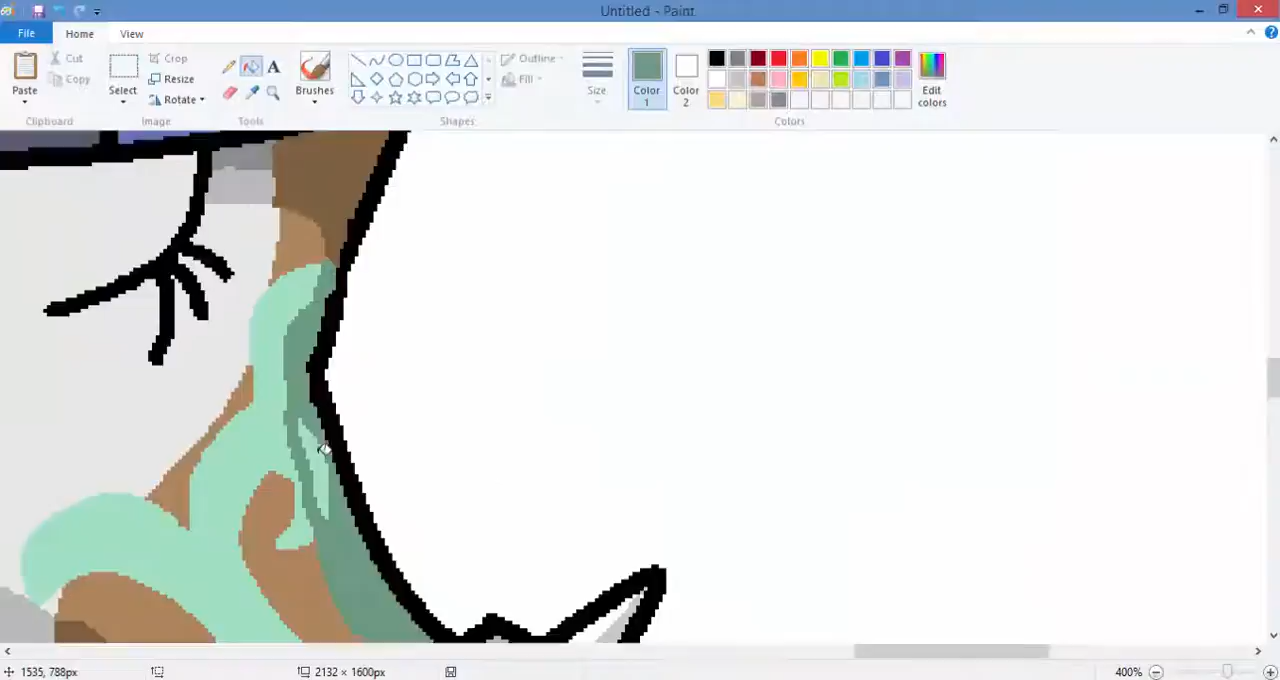 Untitled - Paint
File Home View
Paste
Cut
Copy
Select
Crop
Resize
Rotate
A
Brushes
Outline
Fill
Size
Color 1
Color 2
Edit colors
Clipboard Image Tools Shapes Colors
1535, 788px 2132 × 1600px 400%